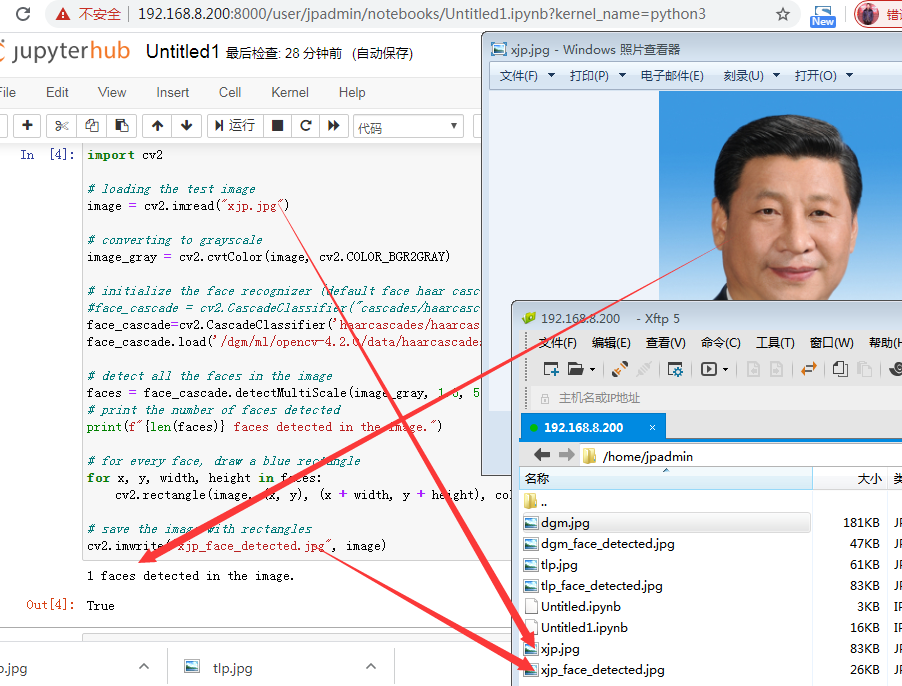 不安全
192.168.8.200:8000/user/jpadmin/notebooks/Untitled1.ipynb?kernel_name=python3
New
jupyterhub Untitled1 最后检查: 28 分钟前 (自动保存)
File Edit View Insert Cell Kernel Help
运行
代码
In [4]: import cv2
# loading the test image
image = cv2.imread("xjp.jpg")
# converting to grayscale
image_gray = cv2.cvtColor(image, cv2.COLOR_BGR2GRAY)
# initialize the face recognizer (default face haar casc
#face_cascade = cv2.CascadeClassifier("cascades/haarcasc
face_cascade=cv2.CascadeClassifier('haarcascades/haarcas
face_cascade.load('/dgm/ml/opencv-4.2.0/data/haarcascade
# detect all the faces in the image
faces = face_cascade.detectMultiScale(image_gray, 5
# print the number of faces detected
print(f"{len(faces)} faces detected in the image.")
# for every face, draw a blue rectangle
for x, y, width, height in faces:
cv2.rectangle(image, (x, y), (x + width, y + height), col
# save the image with rectangles
cv2.imwrite("xjp_face_detected.jpg", image)
1 faces detected in the image.
Out[4]: True
p.jpg
tlp.jpg
xjp.jpg - Windows 照片查看器
文件(F) 打印(P) 电子邮件(E) 刻录(U) 打开(O)
192.168.8.200 - Xftp 5
文件(F) 编辑(E) 查看(V) 命令(C) 工具(T) 窗口(W) 帮助(H
主机名或IP地址
192.168.8.200
/home/jpadmin
名称 大小 类
..
dgm.jpg 181KB JP
dgm_face_detected.jpg 47KB JP
tlp.jpg 61KB JP
tlp_face_detected.jpg 83KB JP
Untitled.ipynb 3KB IP
Untitled1.ipynb 16KB IP
xjp.jpg 83KB JP
xjp_face_detected.jpg 26KB JP